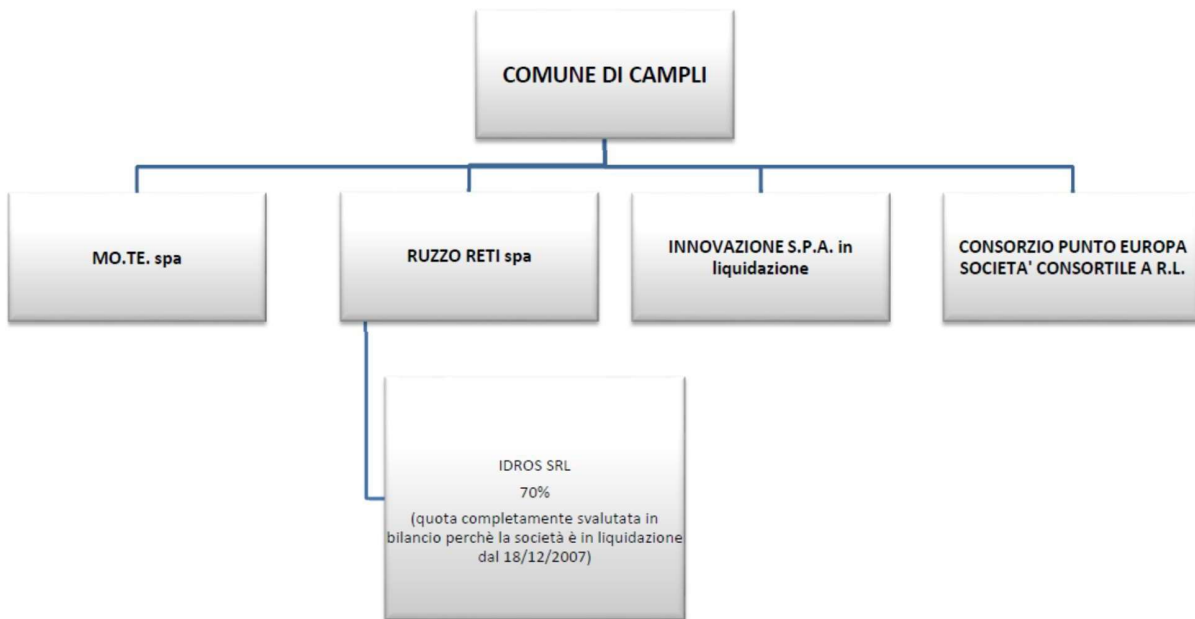 COMUNE DI CAMPLI
MO.TE. spa
RUZZO RETI spa
INNOVAZIONE S.P.A. in
liquidazione
CONSORZIO PUNTO EUROPA
SOCIETA' CONSORTILE A R.L.
IDROS SRL
70%
(quota completamente svalutata in
bilancio perchè la società è in liquidazione
dal 18/12/2007)